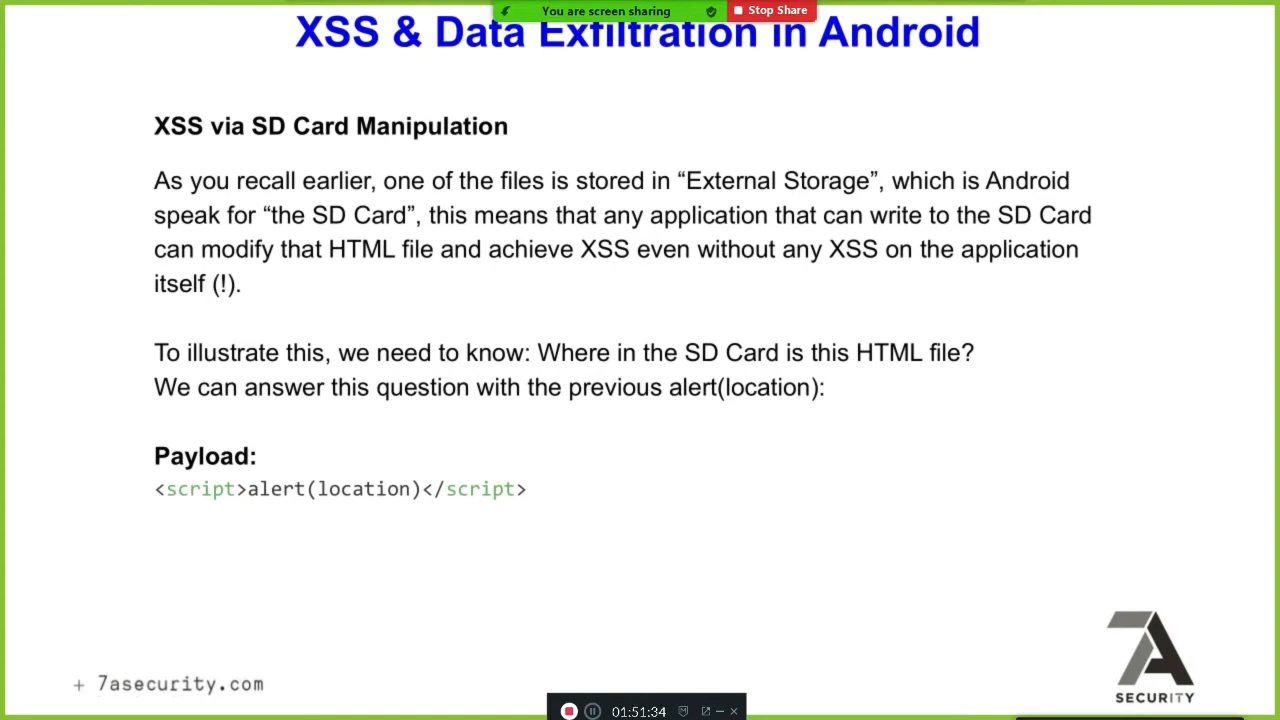 You are screen sharing
Stop Share
XSS & Data Exfiltration in Android
XSS via SD Card Manipulation
As you recall earlier, one of the files is stored in “External Storage”, which is Android
speak for “the SD Card”, this means that any application that can write to the SD Card
can modify that HTML file and achieve XSS even without any XSS on the application
itself (!).
To illustrate this, we need to know: Where in the SD Card is this HTML file?
We can answer this question with the previous alert(location):
Payload:
<script>alert(location)</script>
+ 7asecurity.com
7A
SECURITY
01:51:34